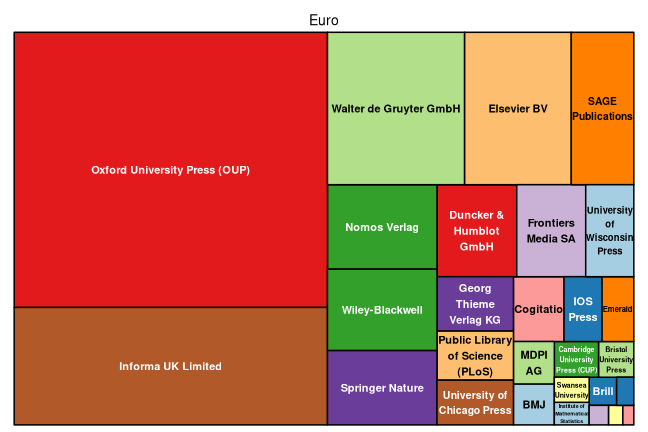 Euro
Oxford University Press (OUP)
Informa UK Limited
Walter de Gruyter GmbH
Elsevier BV
SAGE
Publications
Nomos Verlag
Wiley-Blackwell
Springer Nature
Duncker &
Humblot
GmbH
Frontiers
Media SA
University
of
Wisconsin
Press
Georg
Thieme
Verlag KG
Public Library
of Science
(PLoS)
University of
Chicago Press
Cogitatio
IOS
Press
Emerald
MDPI
AG
BMJ
Cambridge
University
Press (CUP)
Bristol
University
Press
Swansea
University
Brill
Institute of
Mathematical
Statistics